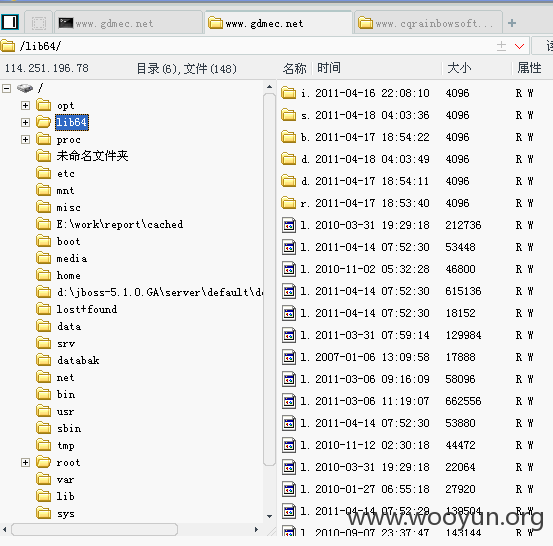 www.gdmec.net
www.gdmec.net
www.cqrainbowsoft...
/lib64/
114.251.196.78
目录(6),文件(148)
名称 时间 大小 属性
/
opt
lib64
proc
未命名文件夹
etc
mnt
misc
E:\work\report\cached
boot
media
home
d:\jboss-5.1.0.GA\server\default\de
lost+found
data
srv
databak
net
bin
usr
sbin
tmp
root
var
lib
sys
i. 2011-04-16 22:08:10 4096 R W
s. 2011-04-18 04:03:36 4096 R W
b. 2011-04-17 18:54:22 4096 R W
d. 2011-04-18 04:03:49 4096 R W
d. 2011-04-17 18:54:11 4096 R W
r. 2011-04-17 18:53:40 4096 R W
l. 2010-03-31 19:29:18 212736 R W
l. 2011-04-14 07:52:30 53448 R W
l. 2010-11-02 05:32:28 46800 R W
l. 2011-04-14 07:52:30 615136 R W
l. 2011-04-14 07:52:30 18152 R W
l. 2011-03-31 07:59:14 129984 R W
l. 2007-01-06 13:09:58 17888 R W
l. 2011-03-06 09:16:09 58096 R W
l. 2011-03-06 11:19:07 662556 R W
l. 2011-04-14 07:52:30 53880 R W
l. 2010-11-12 02:30:18 44472 R W
l. 2010-03-31 19:29:18 22064 R W
l. 2010-01-27 06:55:18 27920 R W
l. 2011-04-14 07:52:29 139504 R W
l. 2010-09-07 23:37:47 143144 R W
www.wooyun.org